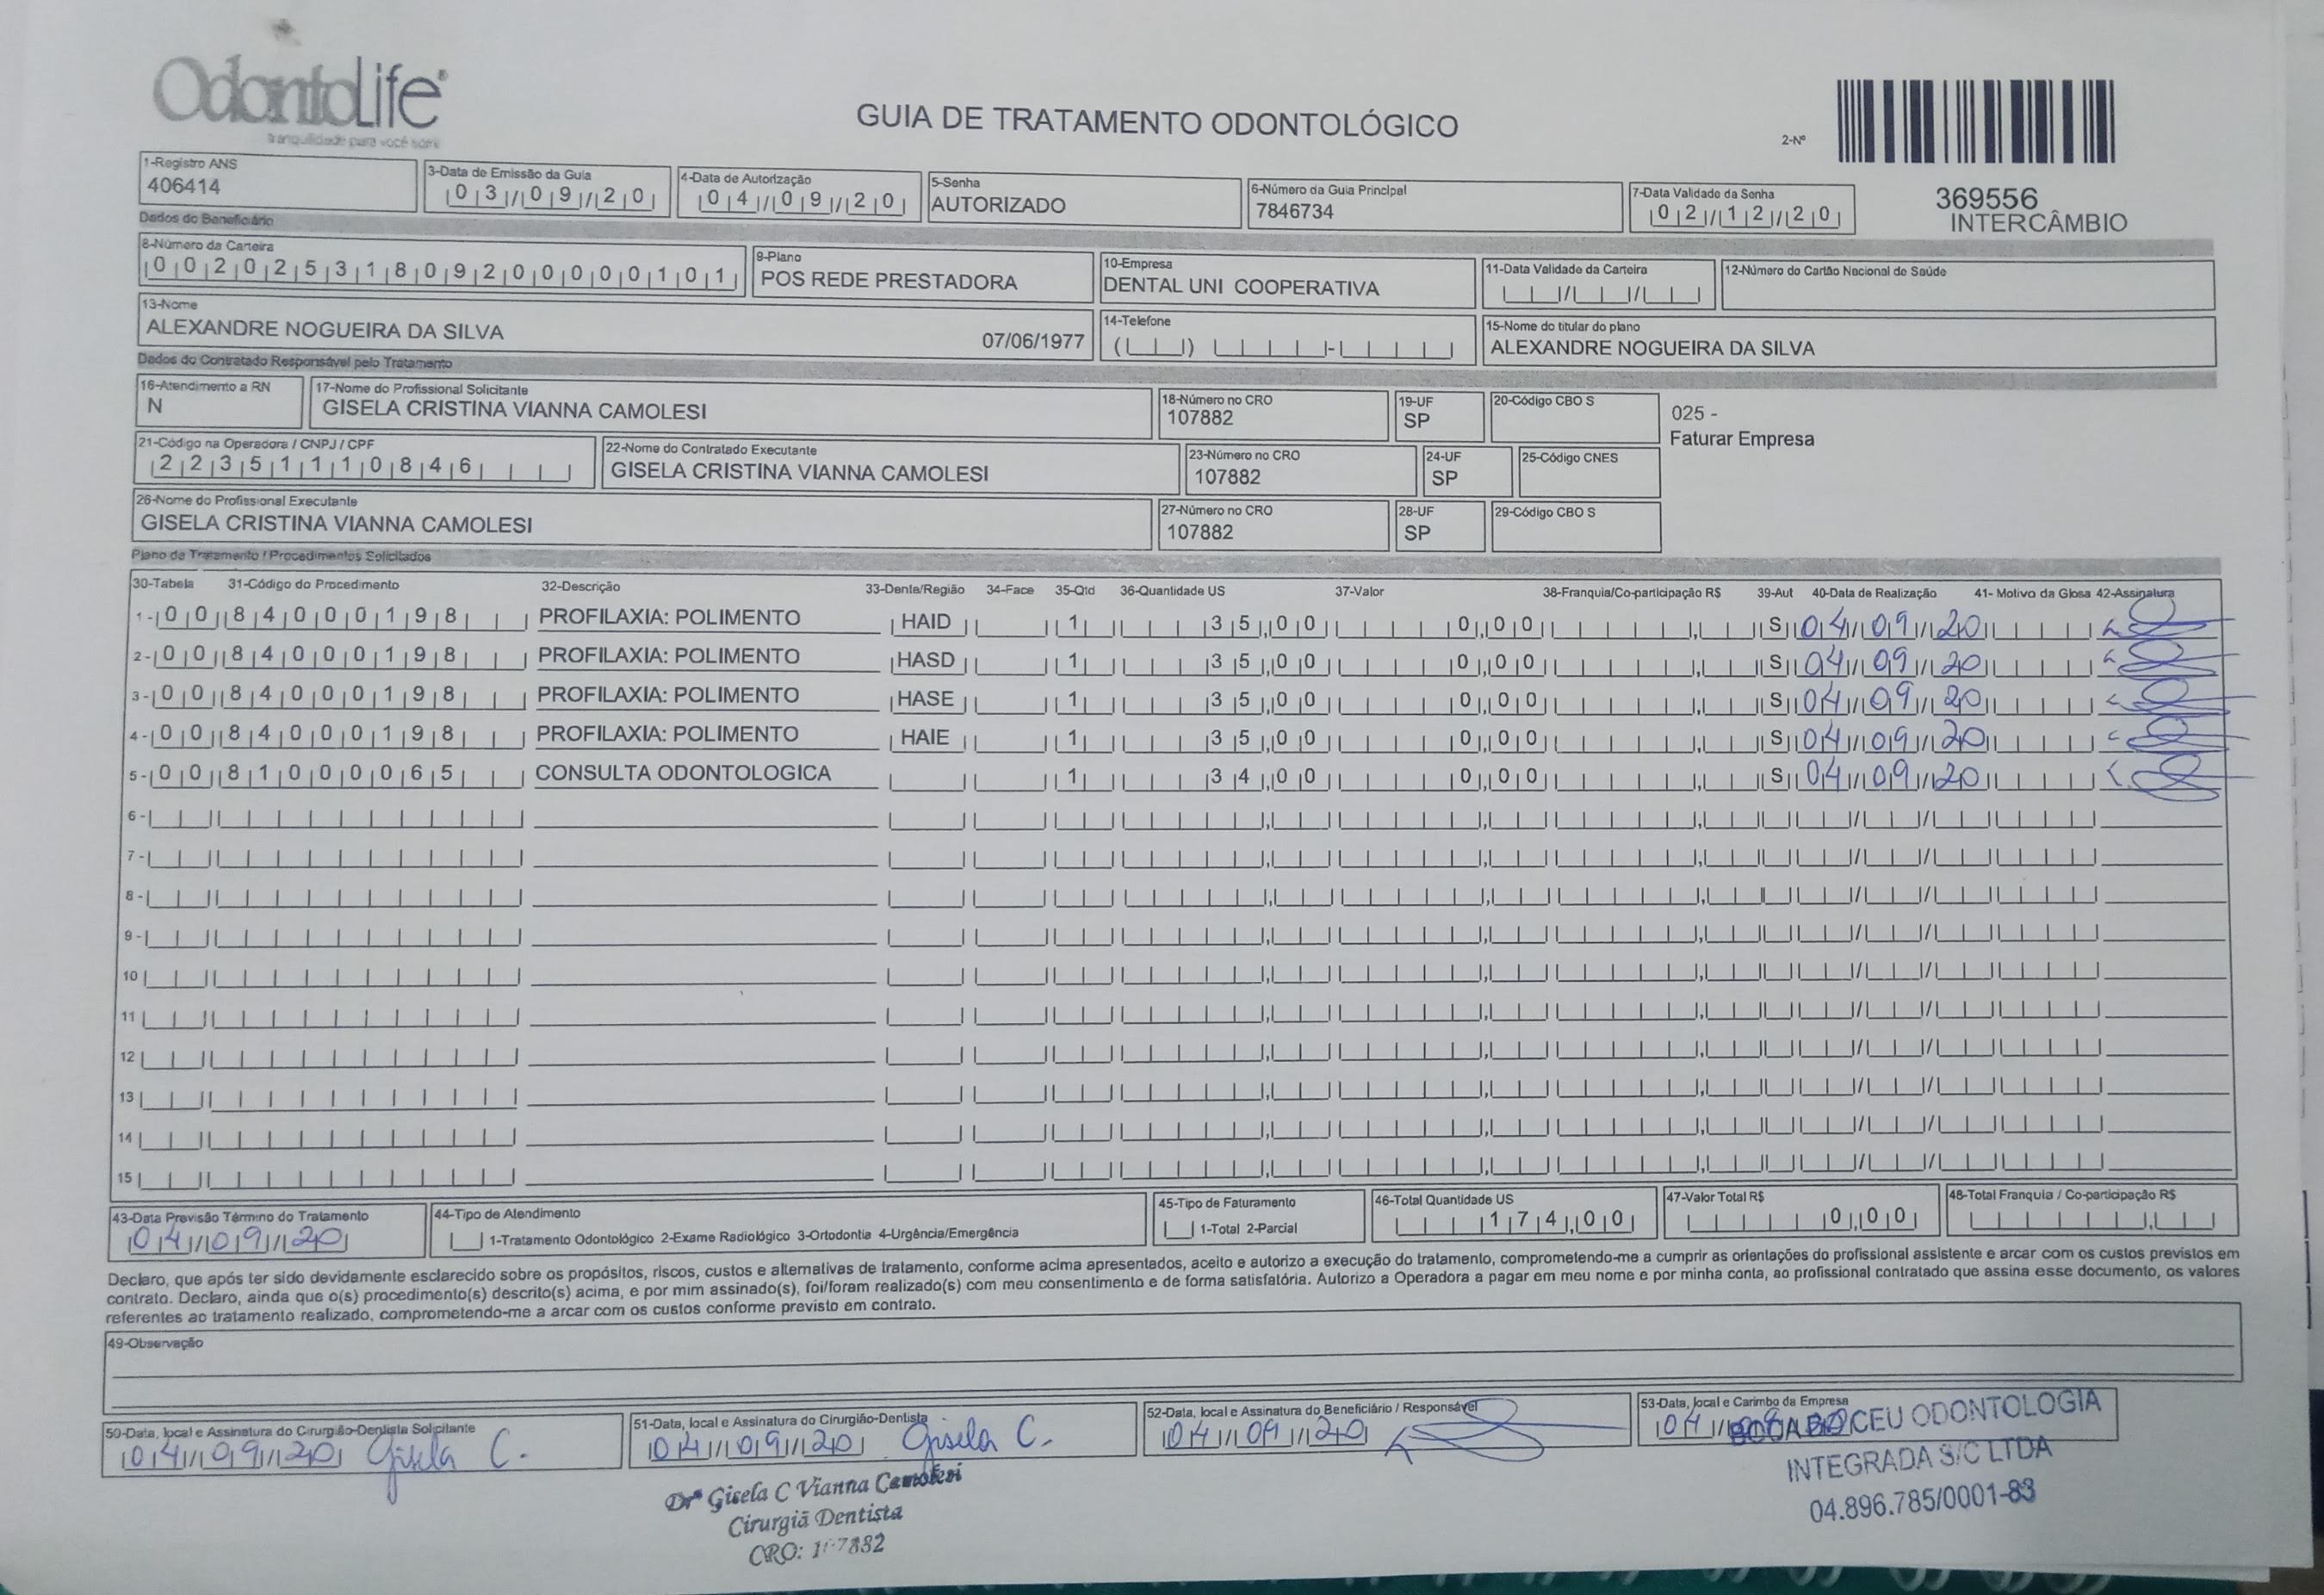 OdontoLife®
tranquilidade para você sorrir
GUIA DE TRATAMENTO ODONTOLÓGICO
2-Nº
369556
INTERCÂMBIO
1-Registro ANS
406414
3-Data de Emissão da Guia
03/09/20
4-Data de Autorização
04/09/20
5-Senha
AUTORIZADO
6-Número da Guia Principal
7846734
7-Data Validade da Senha
02/12/20
Dados do Beneficiário
8-Número da Carteira
00202531809200000101
9-Plano
POS REDE PRESTADORA
10-Empresa
DENTAL UNI COOPERATIVA
11-Data Validade da Carteira
12-Número do Cartão Nacional de Saúde
13-Nome
ALEXANDRE NOGUEIRA DA SILVA 07/06/1977
14-Telefone
15-Nome do titular do plano
ALEXANDRE NOGUEIRA DA SILVA
Dados do Contratado Responsável pelo Tratamento
16-Atendimento a RN
N
17-Nome do Profissional Solicitante
GISELA CRISTINA VIANNA CAMOLESI
18-Número no CRO
107882
19-UF
SP
20-Código CBO S
025 -
Faturar Empresa
21-Código na Operadora / CNPJ / CPF
22351110846
22-Nome do Contratado Executante
GISELA CRISTINA VIANNA CAMOLESI
23-Número no CRO
107882
24-UF
SP
25-Código CNES
26-Nome do Profissional Executante
GISELA CRISTINA VIANNA CAMOLESI
27-Número no CRO
107882
28-UF
SP
29-Código CBO S
Plano de Tratamento / Procedimentos Solicitados
30-Tabela 31-Código do Procedimento 32-Descrição 33-Dente/Região 34-Face 35-Qtd 36-Quantidade US 37-Valor 38-Franquia/Co-participação R$ 39-Aut 40-Data de Realização 41- Motivo da Glosa 42-Assinatura
1- 00 84000198 PROFILAXIA: POLIMENTO HAID 1 35,00 0,00 S 04/09/20
2- 00 84000198 PROFILAXIA: POLIMENTO HASD 1 35,00 0,00 S 04/09/20
3- 00 84000198 PROFILAXIA: POLIMENTO HASE 1 35,00 0,00 S 04/09/20
4- 00 84000198 PROFILAXIA: POLIMENTO HAIE 1 35,00 0,00 S 04/09/20
5- 00 81000065 CONSULTA ODONTOLOGICA 1 34,00 0,00 S 04/09/20
6-
7-
8-
9-
10
11
12
13
14
15
43-Data Previsão Término do Tratamento
04/09/20
44-Tipo de Atendimento
1-Tratamento Odontológico 2-Exame Radiológico 3-Ortodontia 4-Urgência/Emergência
45-Tipo de Faturamento
1-Total 2-Parcial
46-Total Quantidade US
174,00
47-Valor Total R$
0,00
48-Total Franquia / Co-participação R$
Declaro, que após ter sido devidamente esclarecido sobre os propósitos, riscos, custos e alternativas de tratamento, conforme acima apresentados, aceito e autorizo a execução do tratamento, comprometendo-me a cumprir as orientações do profissional assistente e arcar com os custos previstos em
contrato. Declaro, ainda que o(s) procedimento(s) descrito(s) acima, e por mim assinado(s), foi/foram realizado(s) com meu consentimento e de forma satisfatória. Autorizo a Operadora a pagar em meu nome e por minha conta, ao profissional contratado que assina esse documento, os valores
referentes ao tratamento realizado, comprometendo-me a arcar com os custos conforme previsto em contrato.
49-Observação
50-Data, local e Assinatura do Cirurgião-Dentista Solicitante
04/09/20 Gisela C.
51-Data, local e Assinatura do Cirurgião-Dentista
04/09/20 Gisela C.
52-Data, local e Assinatura do Beneficiário / Responsável
04/09/20
53-Data, local e Carimbo da Empresa
04/09/20
CEU ODONTOLOGIA
INTEGRADA S/C LTDA
04.896.785/0001-83
Drª Gisela C Vianna Camolesi
Cirurgiã Dentista
CRO: